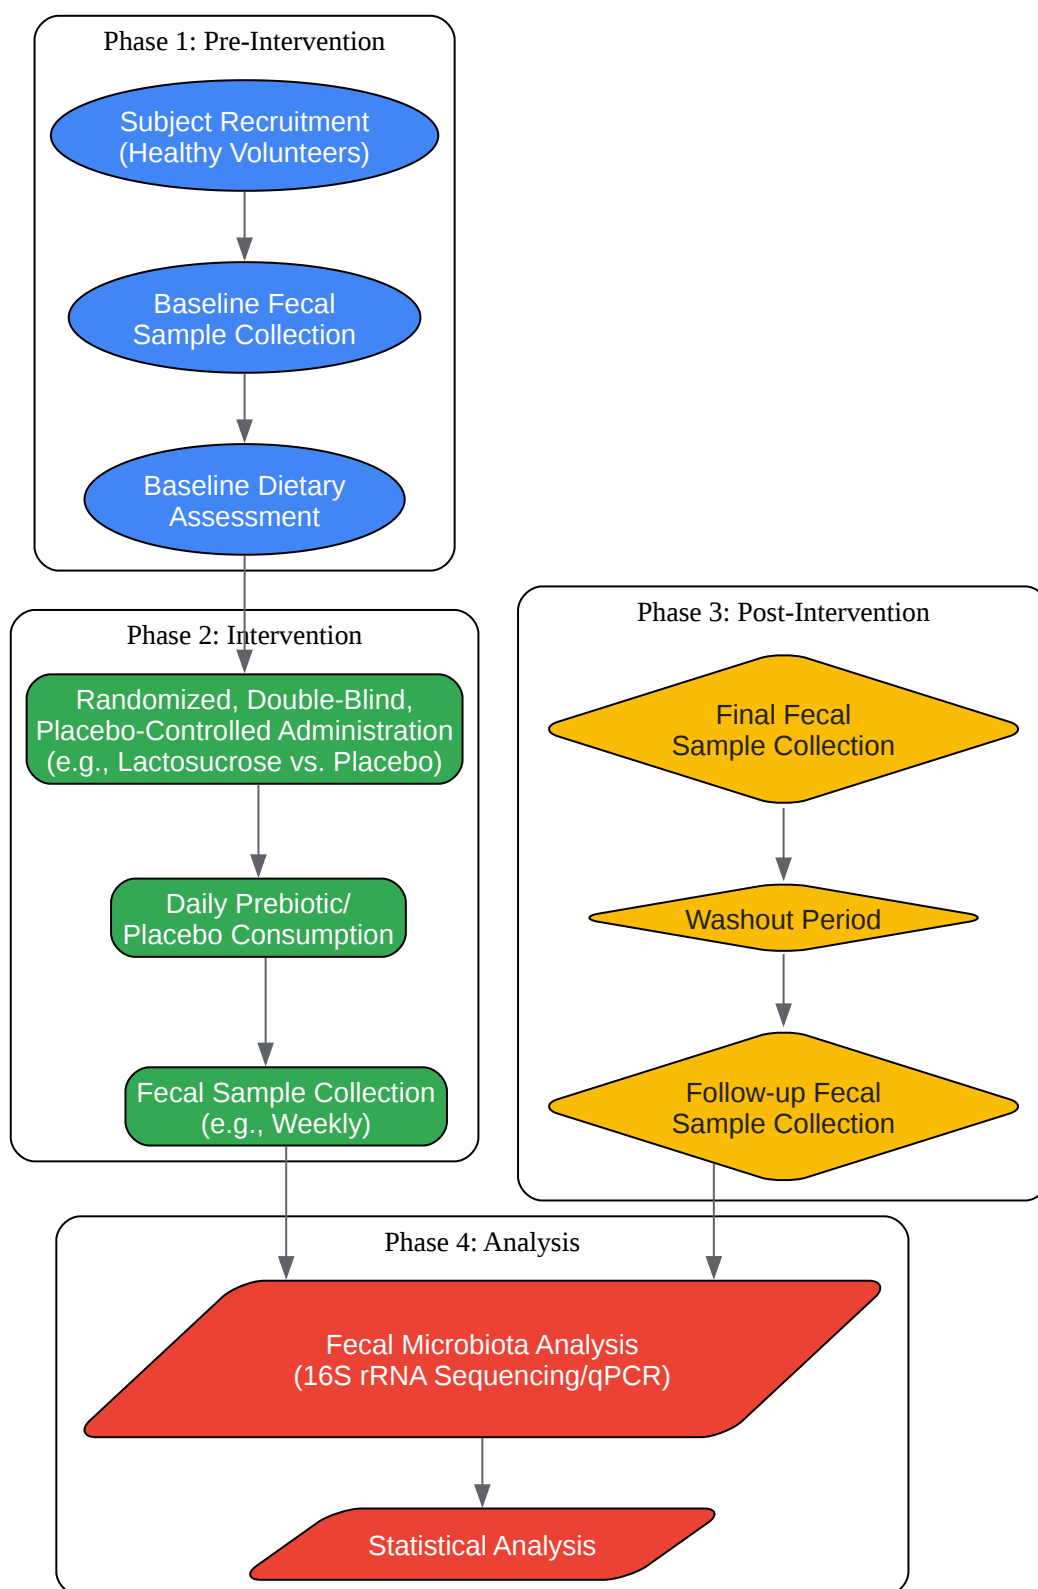 Phase 1: Pre-Intervention
Subject Recruitment
(Healthy Volunteers)
Baseline Fecal
Sample Collection
Baseline Dietary
Assessment
Phase 2: Intervention
Randomized, Double-Blind,
Placebo-Controlled Administration
(e.g., Lactosucrose vs. Placebo)
Daily Prebiotic/
Placebo Consumption
Fecal Sample Collection
(e.g., Weekly)
Phase 3: Post-Intervention
Final Fecal
Sample Collection
Washout Period
Follow-up Fecal
Sample Collection
Phase 4: Analysis
Fecal Microbiota Analysis
(16S rRNA Sequencing/qPCR)
Statistical Analysis